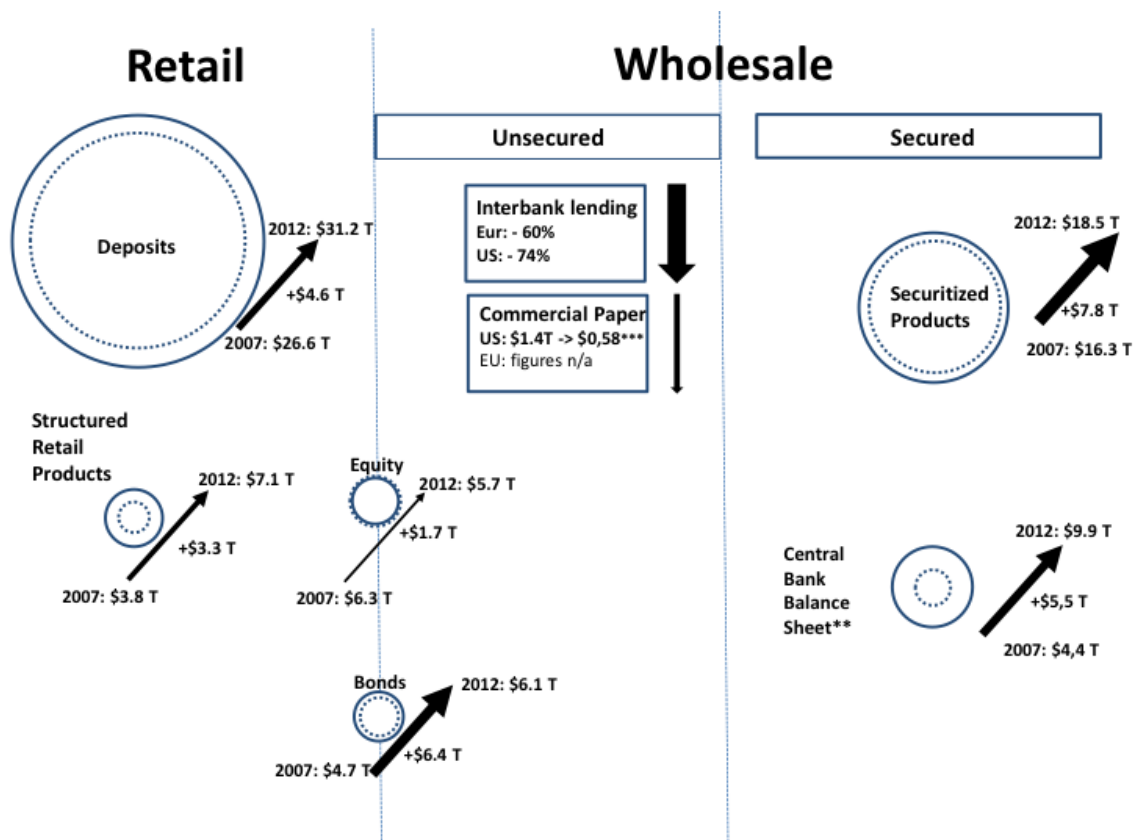 Retail
Wholesale
Unsecured
Secured
Deposits
2012: $31.2 T
+$4.6 T
2007: $26.6 T
Interbank lending
Eur: - 60%
US: - 74%
Commercial Paper
US: $1.4T -> $0,58***
EU: figures n/a
2012: $18.5 T
Securitized
Products
+$7.8 T
2007: $16.3 T
Structured
Retail
Products
2012: $7.1 T
+$3.3 T
2007: $3.8 T
Equity
2012: $5.7 T
+$1.7 T
2007: $6.3 T
Central
Bank
Balance
Sheet**
2012: $9.9 T
+$5,5 T
2007: $4,4 T
Bonds
2012: $6.1 T
+$6.4 T
2007: $4.7 T